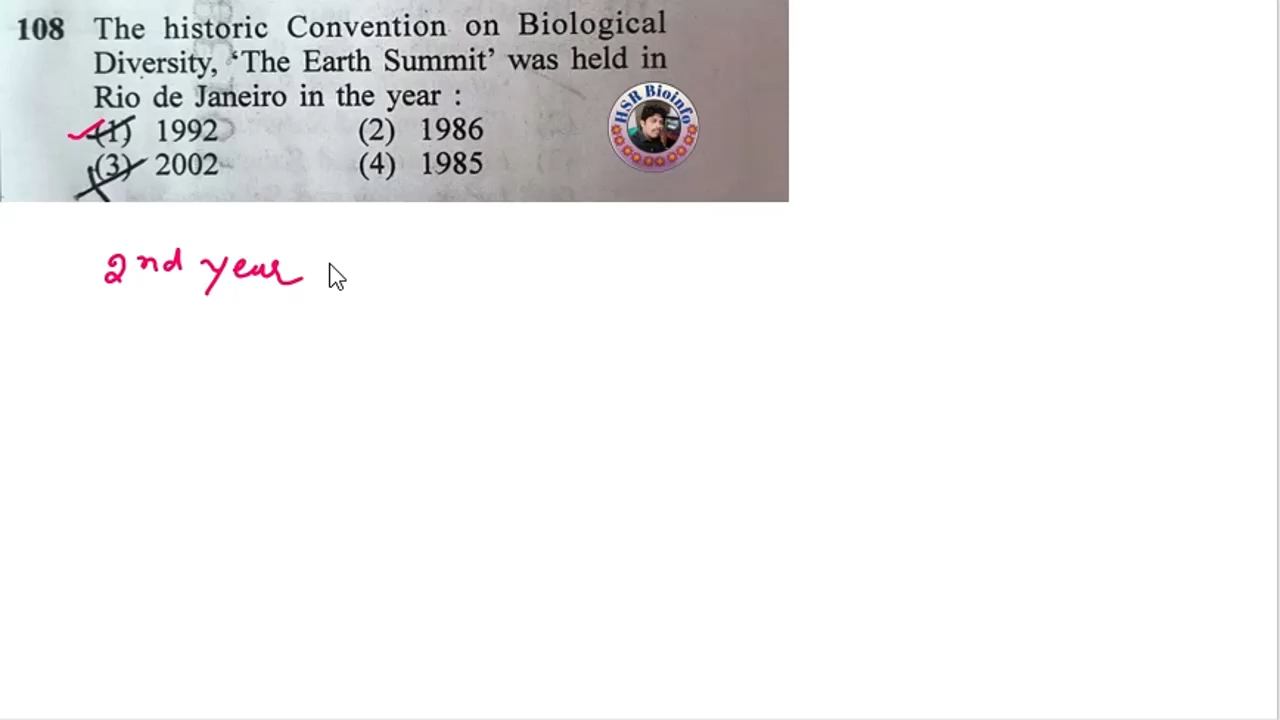 108 The historic Convention on Biological
Diversity, ‘The Earth Summit’ was held in
Rio de Janeiro in the year :
(1) 1992 (2) 1986
(3) 2002 (4) 1985
HSR Bioinfo
2nd year